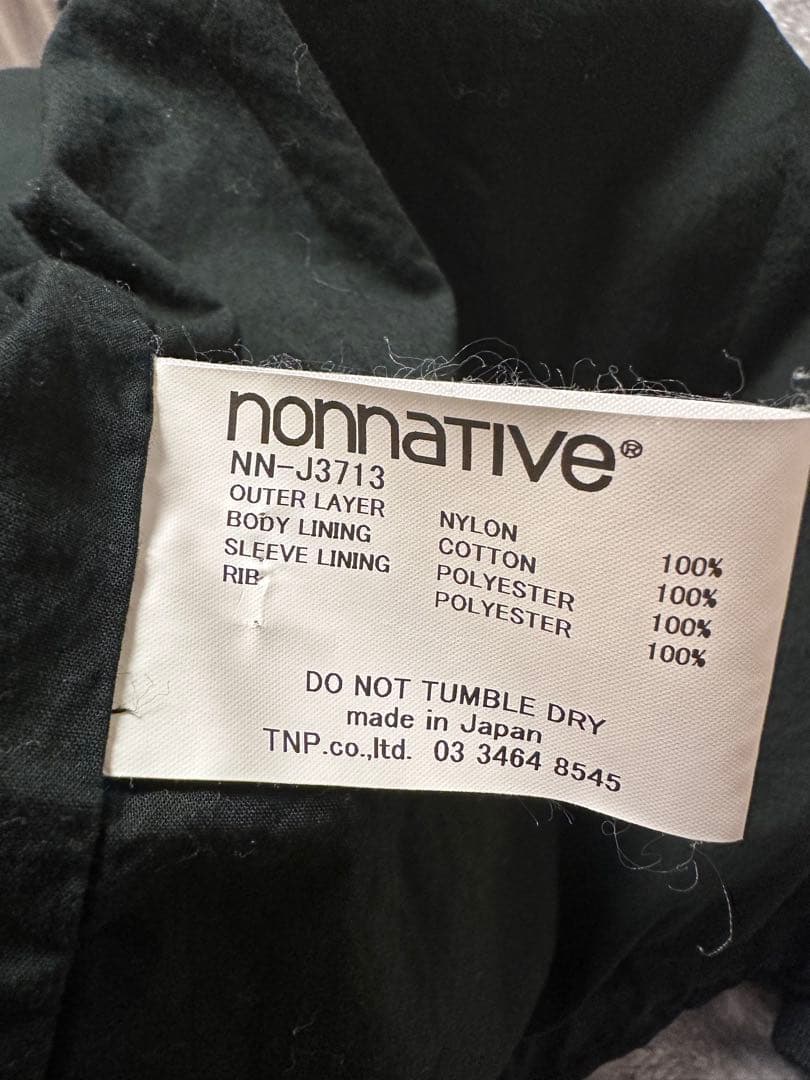 nonnaTIVe®
NN-J3713
OUTER LAYER NYLON 100%
BODY LINING COTTON 100%
SLEEVE LINING POLYESTER 100%
RIB POLYESTER 100%
DO NOT TUMBLE DRY
made in Japan
TNP.co.,ltd. 03 3464 8545